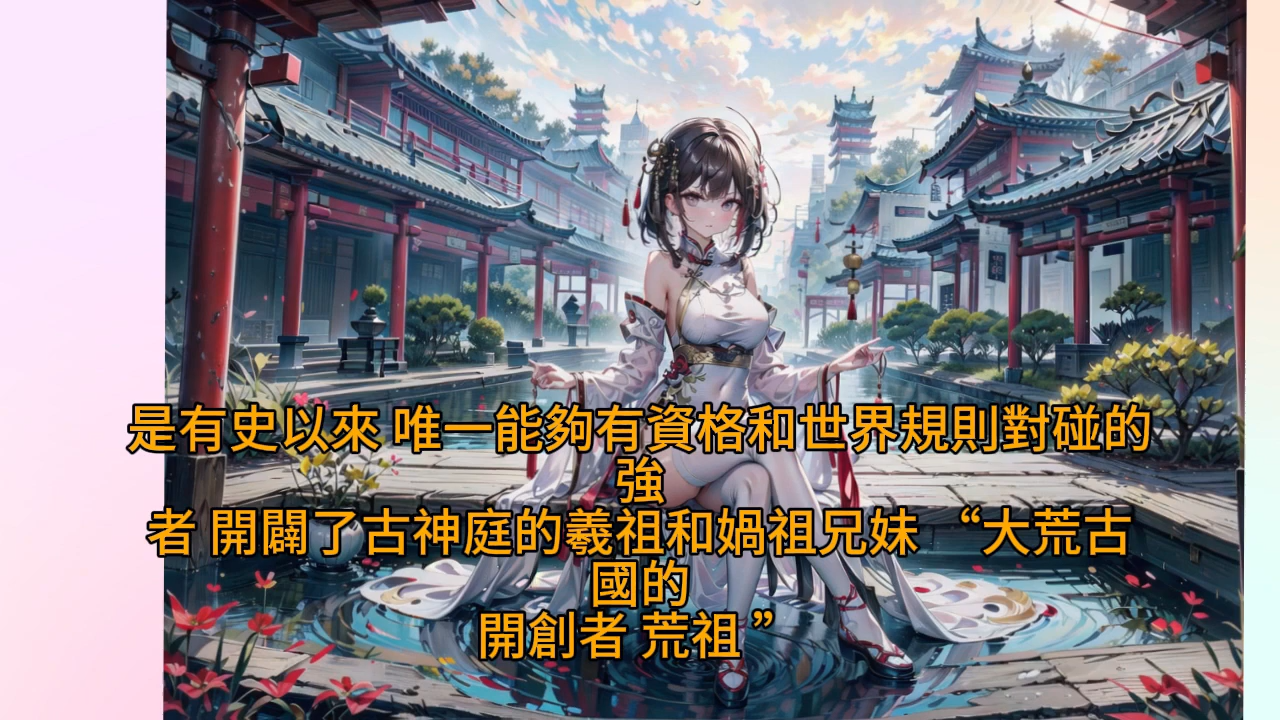 是有史以來 唯一能夠有資格和世界規則對碰的
強
者 開闢了古神庭的羲祖和媧祖兄妹 “大荒古
國的
開創者 荒祖 ”